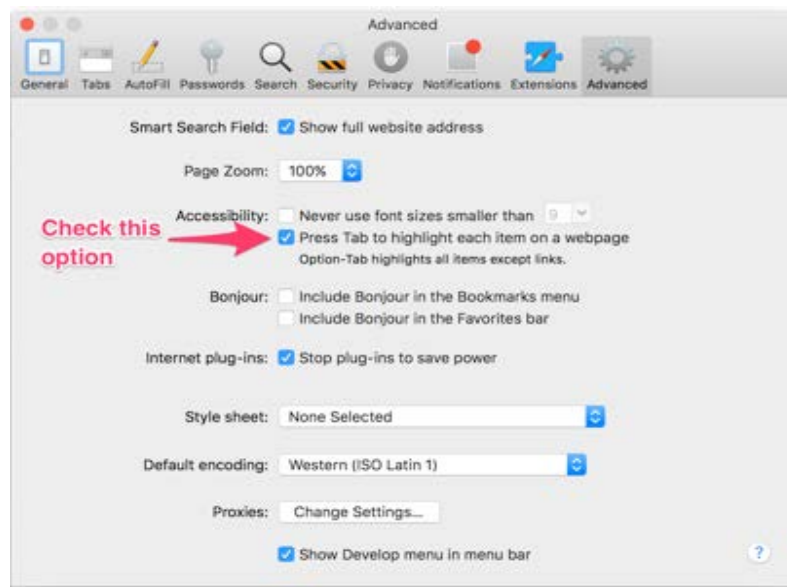 Advanced
General Tabs AutoFill Passwords Search Security Privacy Notifications Extensions Advanced
Smart Search Field: Show full website address
Page Zoom: 100%
Accessibility: Never use font sizes smaller than 9
Check this
option
Press Tab to highlight each item on a webpage
Option-Tab highlights all items except links.
Bonjour: Include Bonjour in the Bookmarks menu
Include Bonjour in the Favorites bar
Internet plug-ins: Stop plug-ins to save power
Style sheet: None Selected
Default encoding: Western (ISO Latin 1)
Proxies: Change Settings...
Show Develop menu in menu bar
?